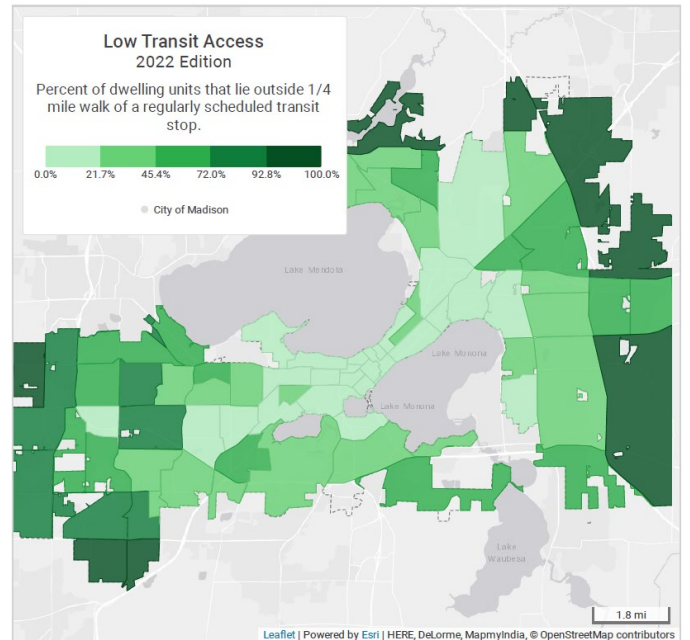 Low Transit Access
2022 Edition
Percent of dwelling units that lie outside 1/4
mile walk of a regularly scheduled transit
stop.
0.0% 21.7% 45.4% 72.0% 92.8% 100.0%
City of Madison
Lake Mendota
Lake Monona
Lake Monona
Lake
Waubesa
1.8 mi
Leaflet | Powered by Esri | HERE, DeLorme, MapmyIndia, © OpenStreetMap contributors